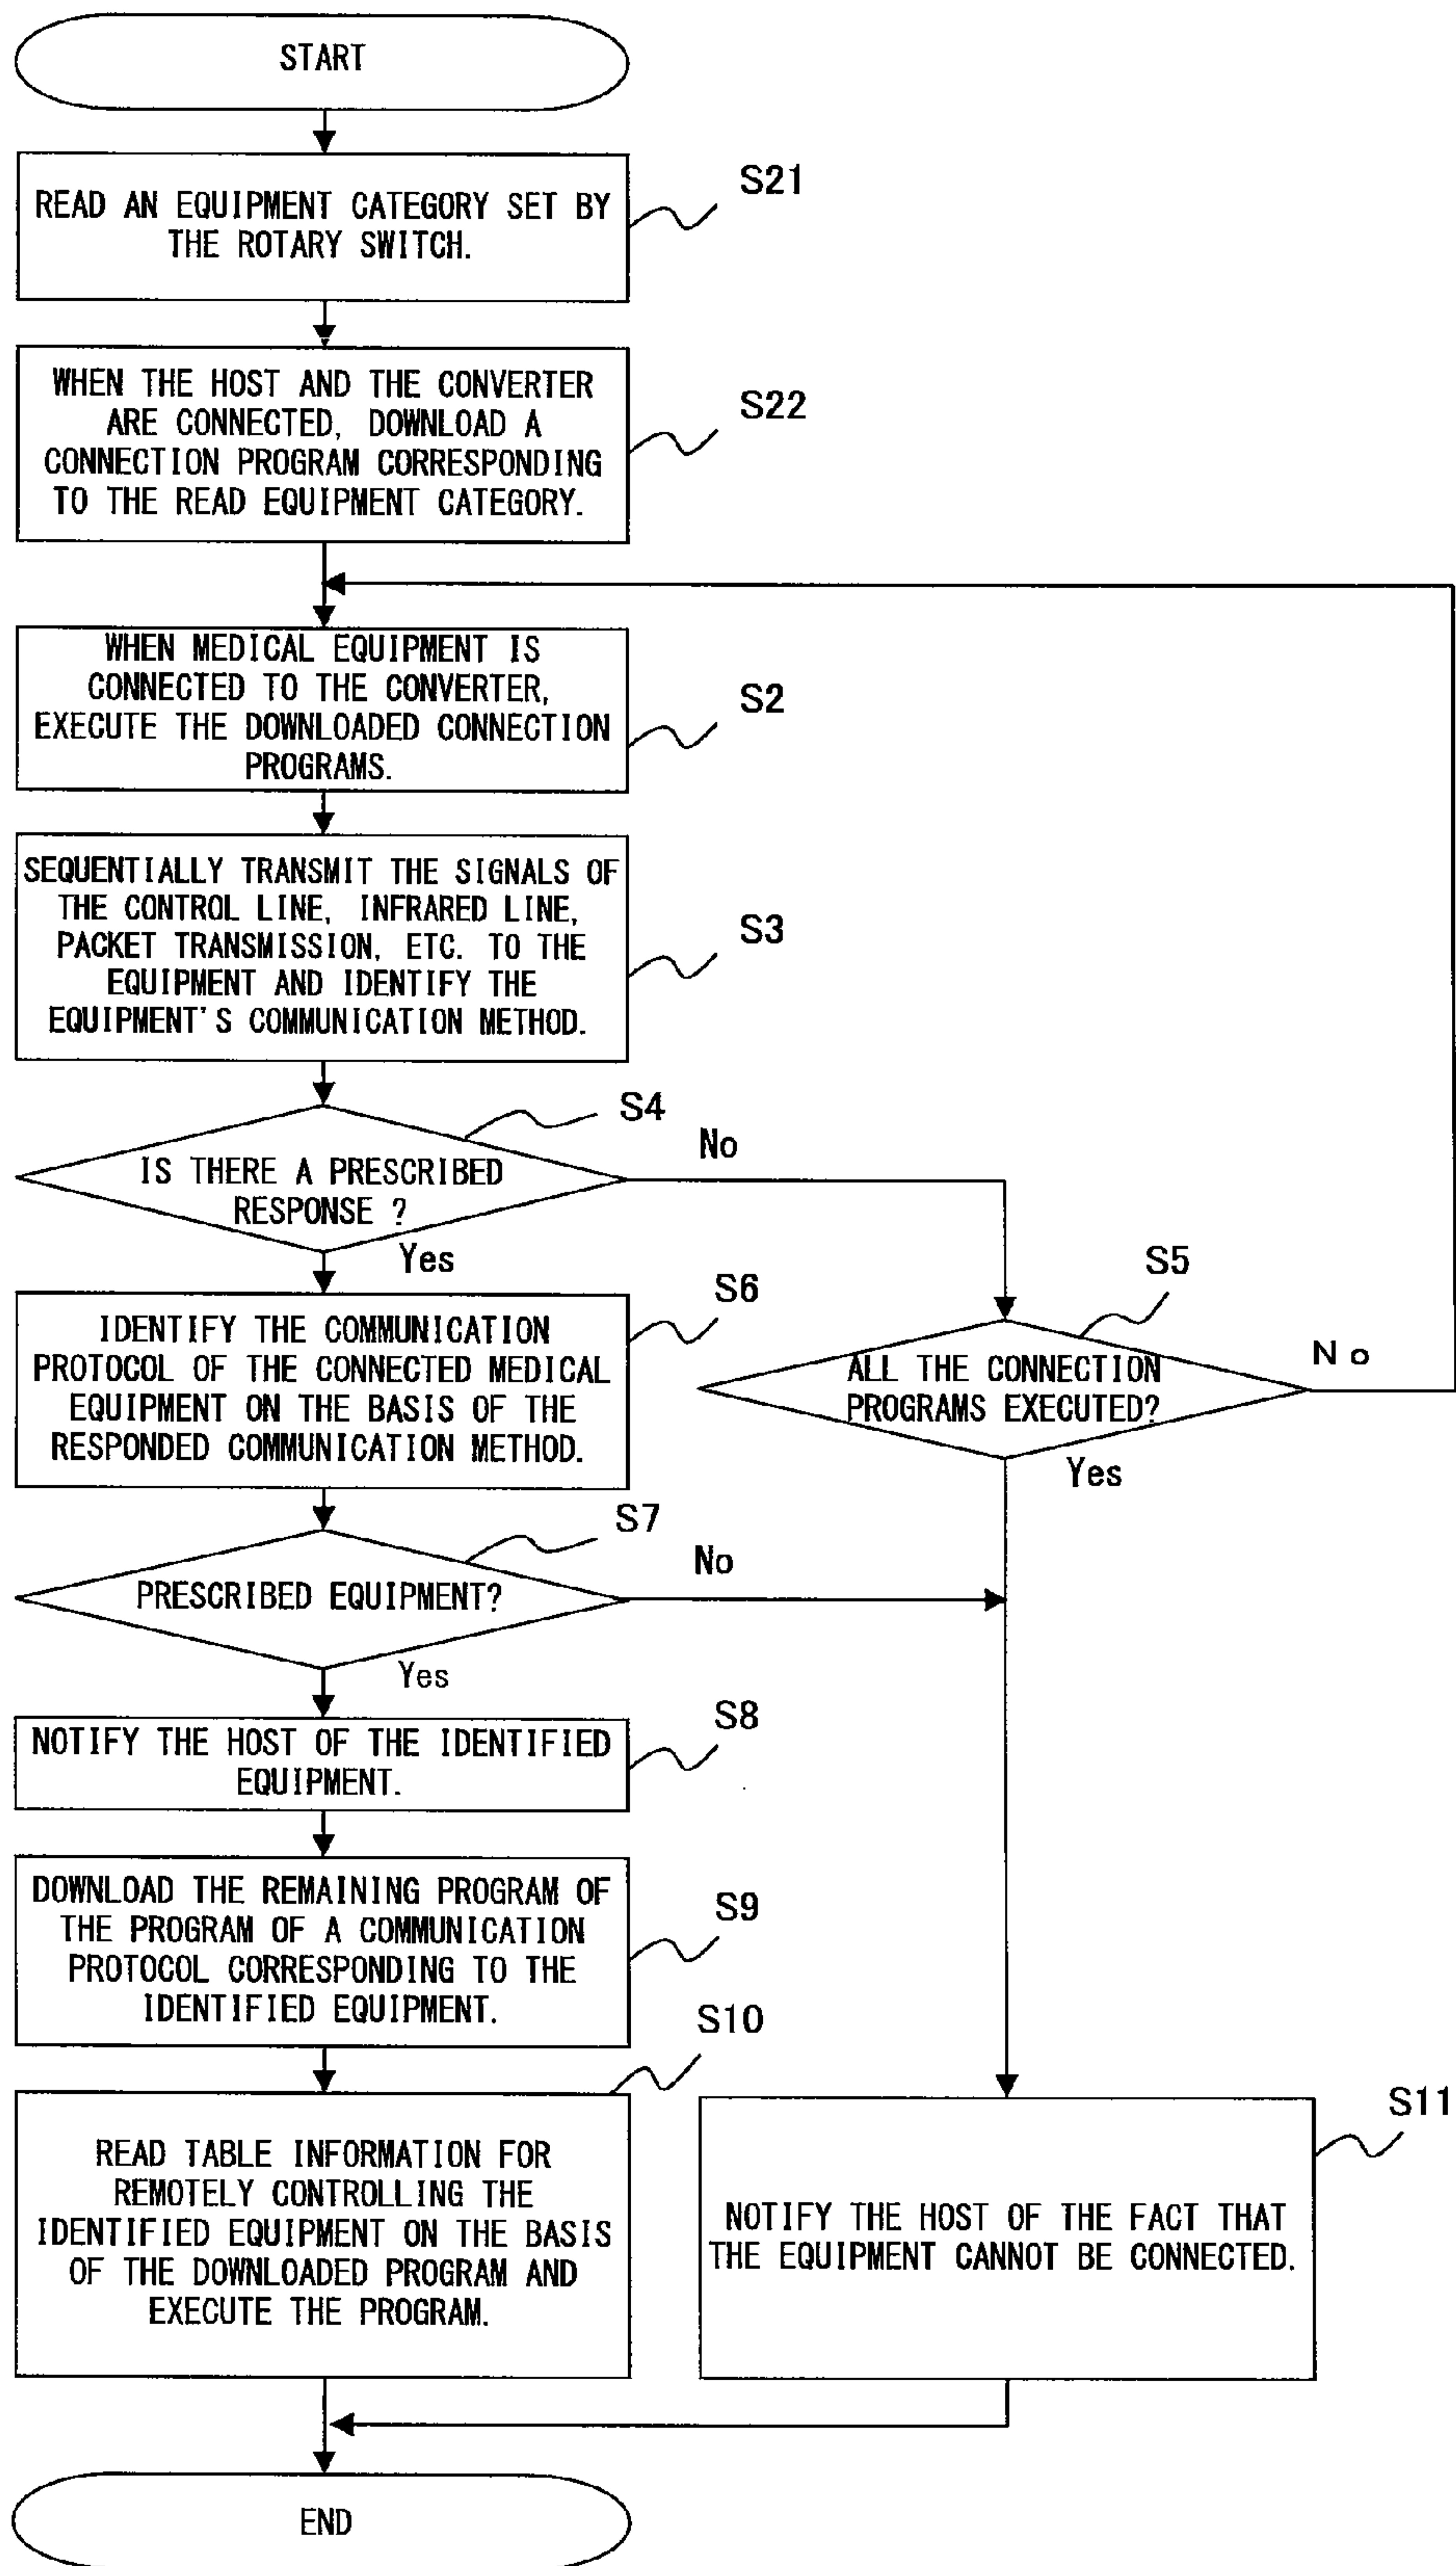 START
READ AN EQUIPMENT CATEGORY SET BY
THE ROTARY SWITCH.
S21
WHEN THE HOST AND THE CONVERTER
ARE CONNECTED, DOWNLOAD A
CONNECTION PROGRAM CORRESPONDING
TO THE READ EQUIPMENT CATEGORY.
S22
WHEN MEDICAL EQUIPMENT IS
CONNECTED TO THE CONVERTER,
EXECUTE THE DOWNLOADED CONNECTION
PROGRAMS.
S2
SEQUENTIALLY TRANSMIT THE SIGNALS OF
THE CONTROL LINE, INFRARED LINE,
PACKET TRANSMISSION, ETC. TO THE
EQUIPMENT AND IDENTIFY THE
EQUIPMENT'S COMMUNICATION METHOD.
S3
IS THERE A PRESCRIBED
RESPONSE ?
S4
No
Yes
IDENTIFY THE COMMUNICATION
PROTOCOL OF THE CONNECTED MEDICAL
EQUIPMENT ON THE BASIS OF THE
RESPONDED COMMUNICATION METHOD.
S6
ALL THE CONNECTION
PROGRAMS EXECUTED?
S5
No
Yes
PRESCRIBED EQUIPMENT?
S7
No
Yes
NOTIFY THE HOST OF THE IDENTIFIED
EQUIPMENT.
S8
DOWNLOAD THE REMAINING PROGRAM OF
THE PROGRAM OF A COMMUNICATION
PROTOCOL CORRESPONDING TO THE
IDENTIFIED EQUIPMENT.
S9
READ TABLE INFORMATION FOR
REMOTELY CONTROLLING THE
IDENTIFIED EQUIPMENT ON THE BASIS
OF THE DOWNLOADED PROGRAM AND
EXECUTE THE PROGRAM.
S10
NOTIFY THE HOST OF THE FACT THAT
THE EQUIPMENT CANNOT BE CONNECTED.
S11
END